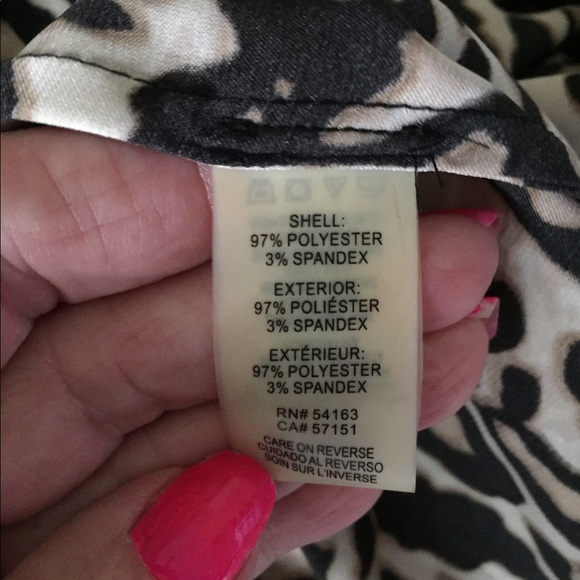 SHELL:
97% POLYESTER
3% SPANDEX
EXTERIOR:
97% POLIÉSTER
3% SPANDEX
EXTÉRIEUR:
97% POLYESTER
3% SPANDEX
RN# 54163
CA# 57151
CARE ON REVERSE
CUIDADO AL REVERSO
SOIN SUR L'INVERSE